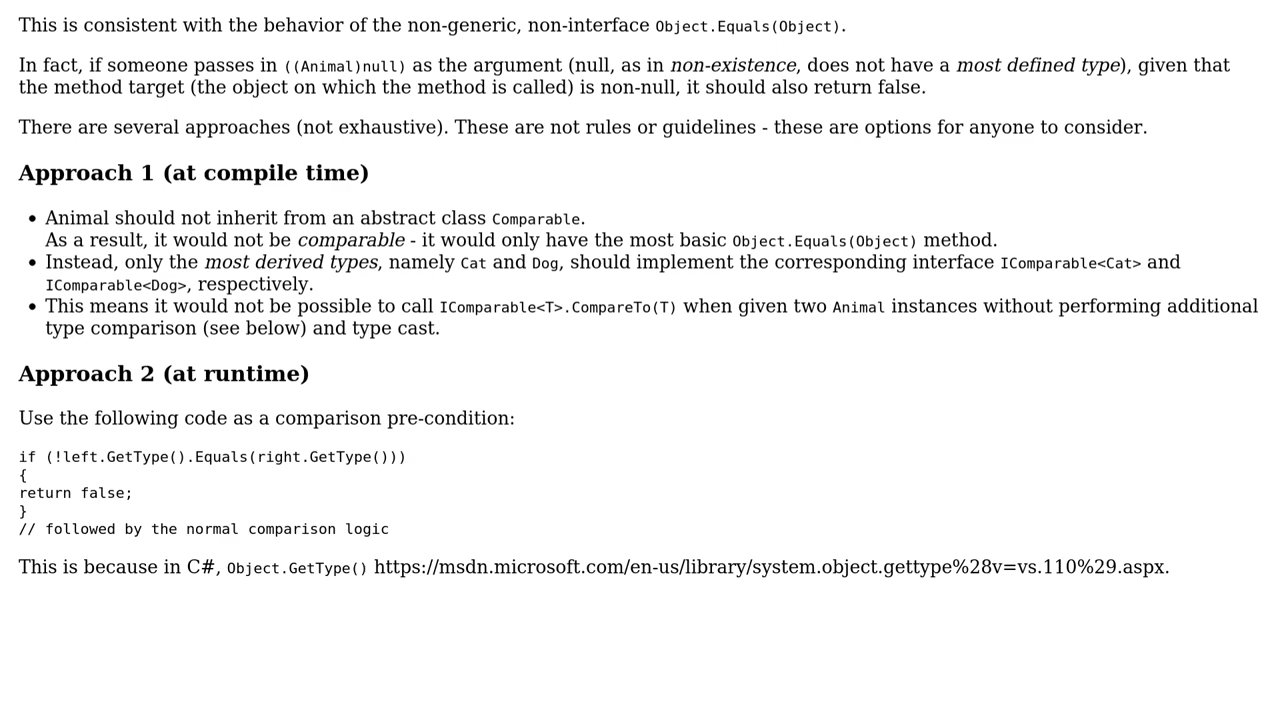 This is consistent with the behavior of the non-generic, non-interface Object.Equals(Object).
In fact, if someone passes in ((Animal)null) as the argument (null, as in non-existence, does not have a most defined type), given that
the method target (the object on which the method is called) is non-null, it should also return false.
There are several approaches (not exhaustive). These are not rules or guidelines - these are options for anyone to consider.
Approach 1 (at compile time)
• Animal should not inherit from an abstract class Comparable.
As a result, it would not be comparable - it would only have the most basic Object.Equals(Object) method.
• Instead, only the most derived types, namely Cat and Dog, should implement the corresponding interface IComparable<Cat> and
IComparable<Dog>, respectively.
• This means it would not be possible to call IComparable<T>.CompareTo(T) when given two Animal instances without performing additional
type comparison (see below) and type cast.
Approach 2 (at runtime)
Use the following code as a comparison pre-condition:
if (!left.GetType().Equals(right.GetType()))
{
return false;
}
// followed by the normal comparison logic
This is because in C#, Object.GetType() https://msdn.microsoft.com/en-us/library/system.object.gettype%28v=vs.110%29.aspx.